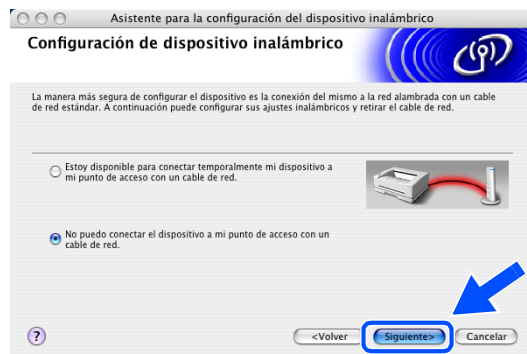 Asistente para la configuración del dispositivo inalámbrico
Configuración de dispositivo inalámbrico
La manera más segura de configurar el dispositivo es la conexión del mismo a la red alambrada con un cable
de red estándar. A continuación puede configurar sus ajustes inalámbricos y retirar el cable de red.
Estoy disponible para conectar temporalmente mi dispositivo a
mi punto de acceso con un cable de red.
No puedo conectar el dispositivo a mi punto de acceso con un
cable de red.
?
<Volver
Siguiente>
Cancelar